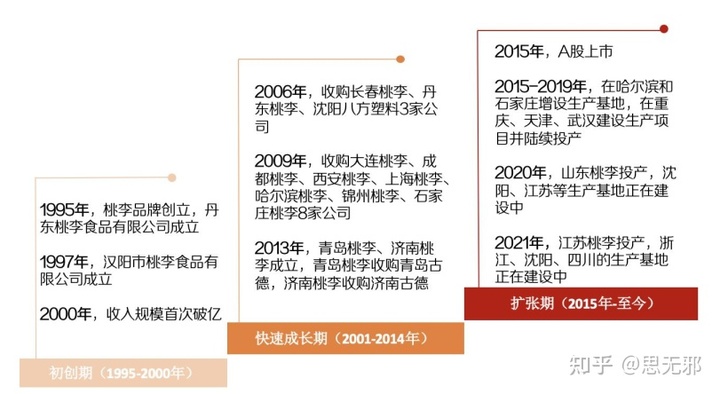 1995年，桃李品牌创立，丹
东桃李食品有限公司成立
1997年，汉阳市桃李食品有
限公司成立
2000年，收入规模首次破亿
初创期（1995-2000年）
2006年，收购长春桃李、丹
东桃李、沈阳八方塑料3家公
司
2009年，收购大连桃李、成
都桃李、西安桃李、上海桃李、
哈尔滨桃李、锦州桃李、石家
庄桃李8家公司
2013年，青岛桃李、济南桃
李成立，青岛桃李收购青岛古
德，济南桃李收购济南古德
快速成长期（2001-2014年）
2015年，A股上市
2015-2019年，在哈尔滨和
石家庄增设生产基地，在重
庆、天津、武汉建设生产项
目并陆续投产
2020年，山东桃李投产，沈
阳、江苏等生产基地正在建
设中
2021年，江苏桃李投产，浙
江、沈阳、四川的生产基地
正在建设中
扩张期（2015年-至今）
知乎 @思无邪